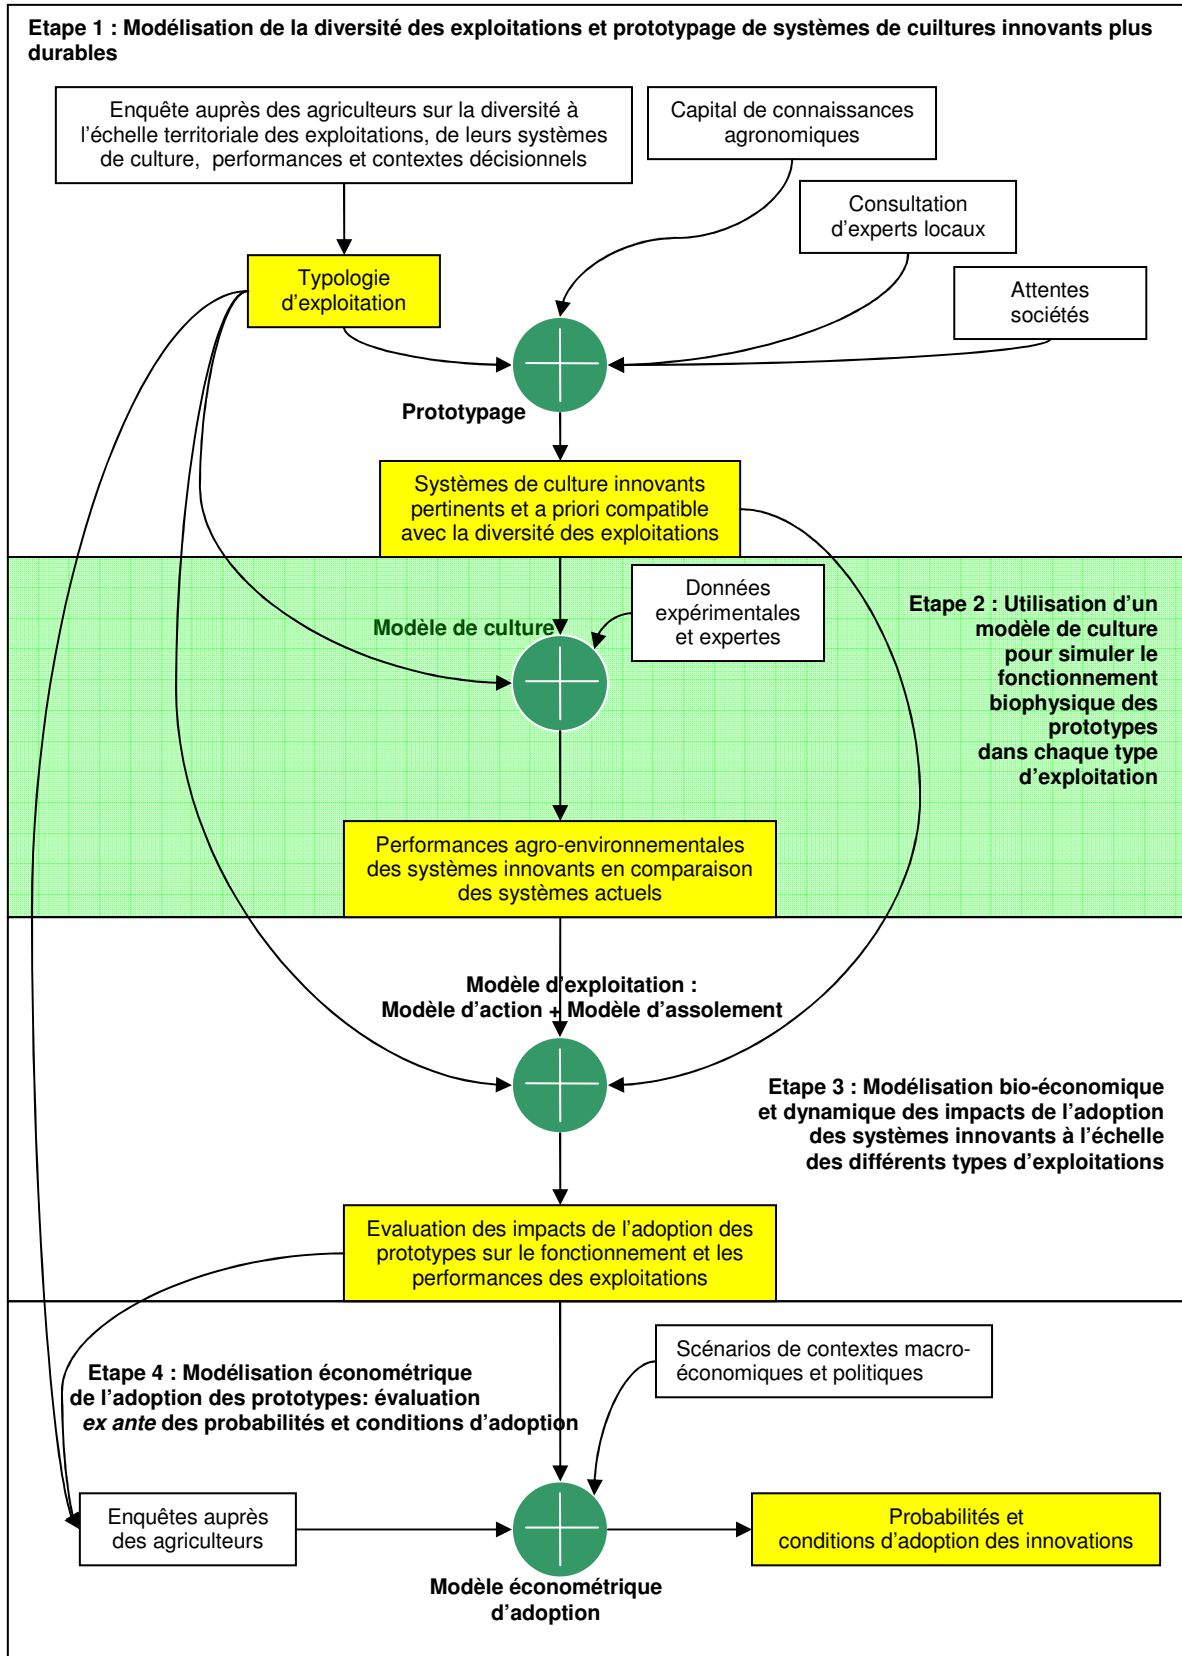 Etape 1 : Modélisation de la diversité des exploitations et prototypage de systèmes de cuiltures innovants plus
durables
Enquête auprès des agriculteurs sur la diversité à
l'échelle territoriale des exploitations, de leurs systèmes
de culture, performances et contextes décisionnels
Capital de connaissances
agronomiques
Consultation
d'experts locaux
Attentes
sociétés
Typologie
d'exploitation
Prototypage
Systèmes de culture innovants
pertinents et a priori compatible
avec la diversité des exploitations
Données
expérimentales
et expertes
Modèle de culture
Etape 2 : Utilisation d'un
modèle de culture
pour simuler le
fonctionnement
biophysique des
prototypes
dans chaque type
d'exploitation
Performances agro-environnementales
des systèmes innovants en comparaison
des systèmes actuels
Modèle d'exploitation :
Modèle d'action + Modèle d'assolement
Etape 3 : Modélisation bio-économique
et dynamique des impacts de l'adoption
des systèmes innovants à l'échelle
des différents types d'exploitations
Evaluation des impacts de l'adoption des
prototypes sur le fonctionnement et les
performances des exploitations
Etape 4 : Modélisation économétrique
de l'adoption des prototypes: évaluation
ex ante des probabilités et conditions d'adoption
Scénarios de contextes macro-
économiques et politiques
Enquêtes auprès
des agriculteurs
Probabilités et
conditions d'adoption des innovations
Modèle économétrique
d'adoption